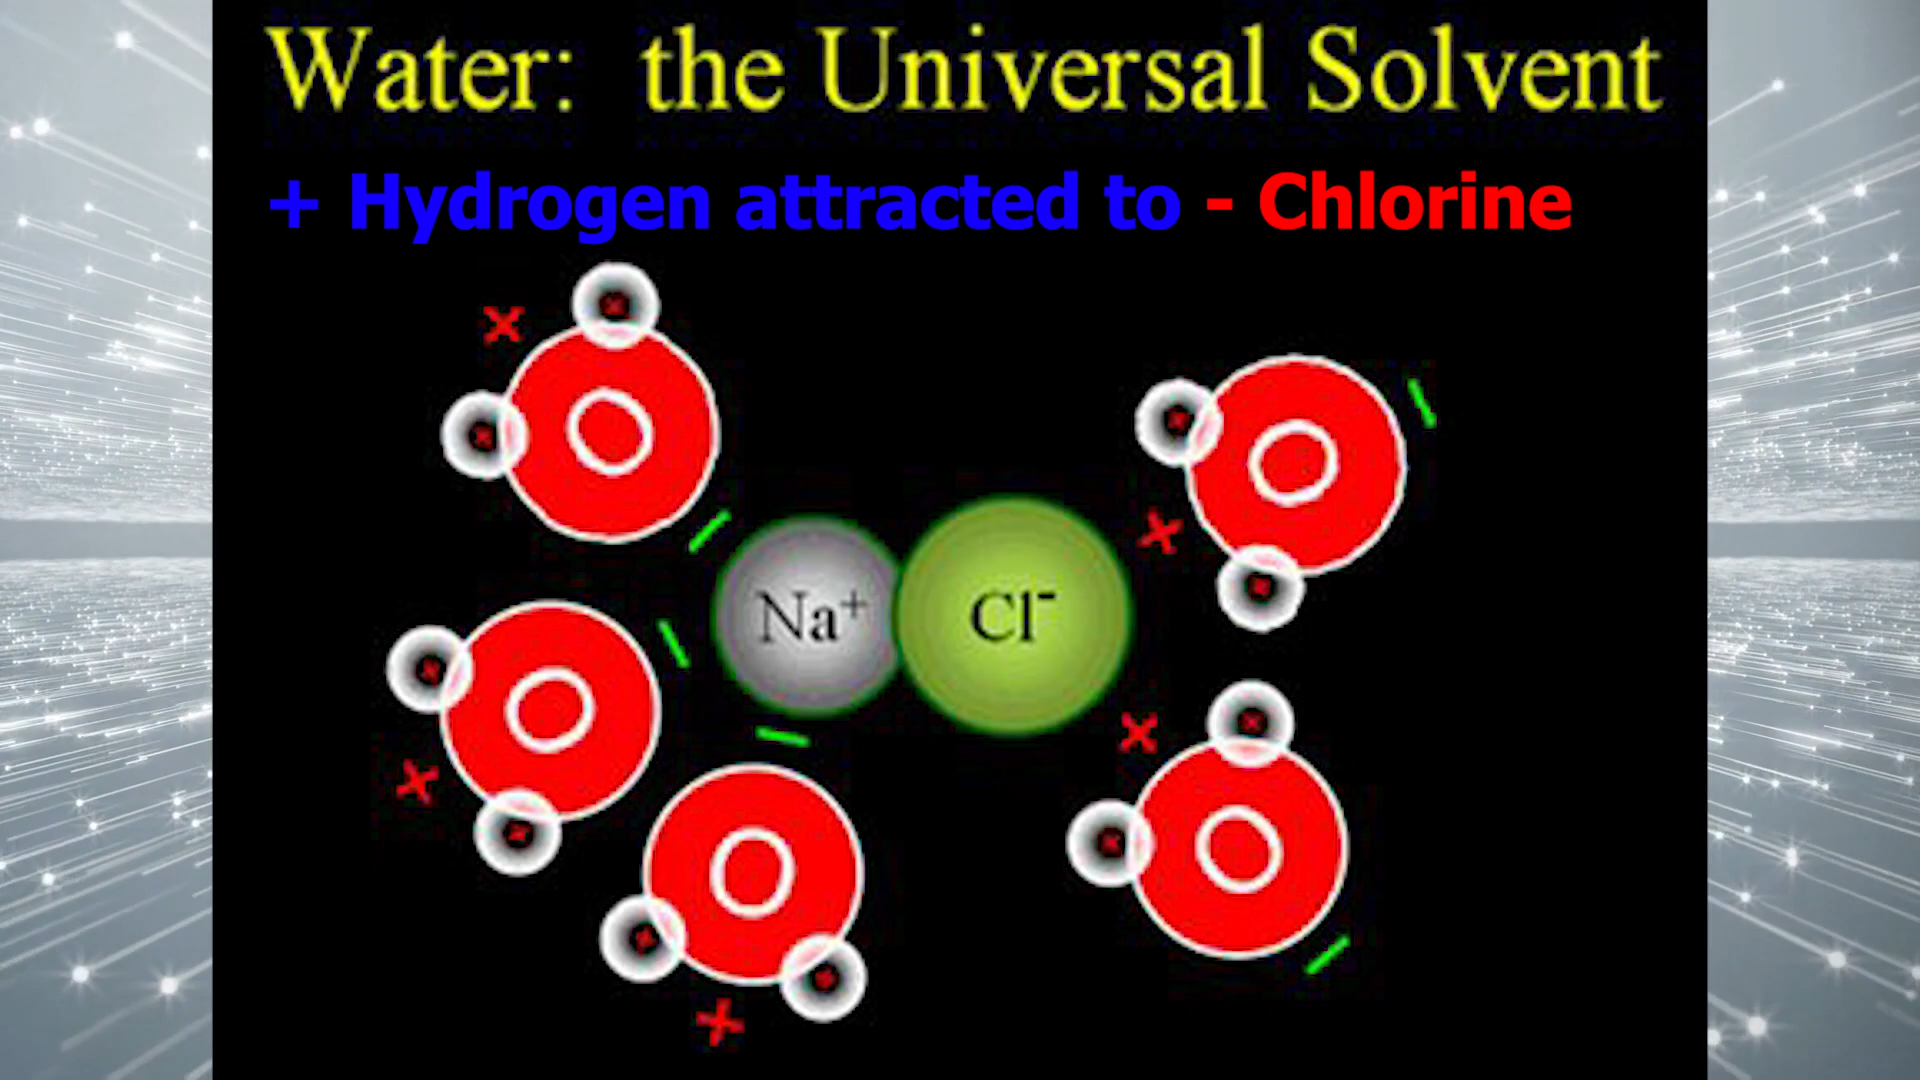 Water: the Universal Solvent
+ Hydrogen attracted to - Chlorine
+
O
+
O
-
-
Na⁺ Cl⁻
+
O
-
+
-
+
O
O
+
-